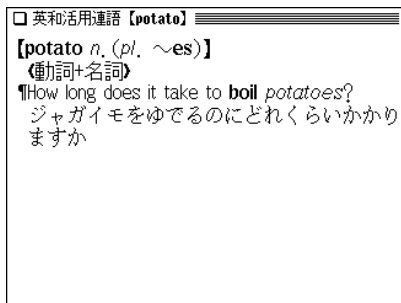 英和活用連語【potato】
【potato n. (pl. ～es)】
《動詞+名詞》
¶How long does it take to boil potatoes?
ジャガイモをゆでるのにどれくらいかかり
ますか